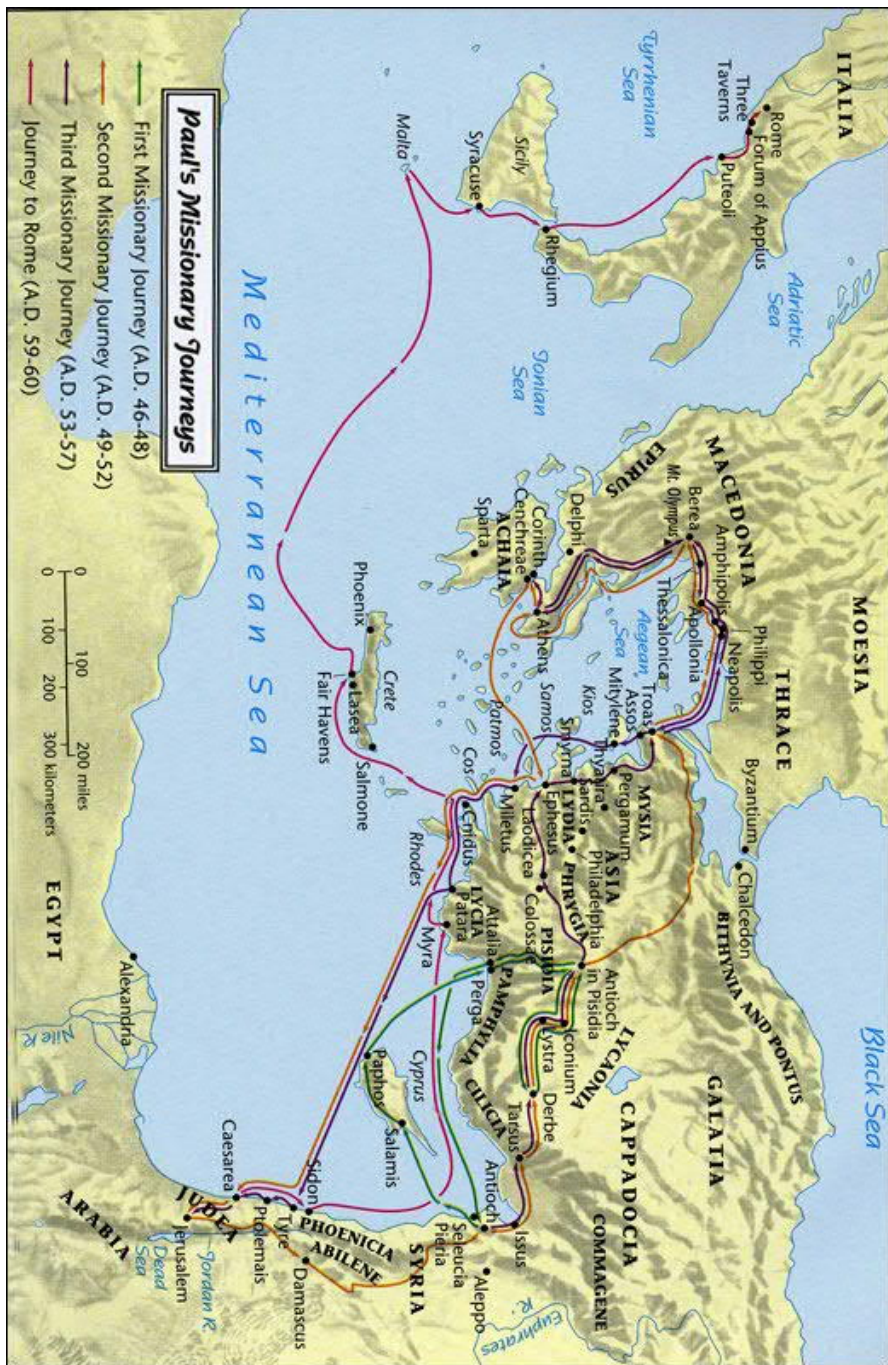 ITALIA
Rome
Three
Taverns
Forum of Appius
Puteoli
Tyrrhenian
Sea
Adriatic
Sea
Sicily
Syracuse
Rhegium
Malta
Ionian
Sea
MOESIA
MACEDONIA
THRACE
EPIRUS
Mt. Olympus
Berea
Amphipolis
Thessalonica
Apollonia
Philippi
Neapolis
Delphi
Corinth
Cenchreae
ACHAIA
Sparta
Athens
Aegean
Sea
Troas
Assos
Mitylene
Kios
Samos
Patmos
Smyrna
Thyatira
Sardis
Pergamum
MYSIA
LYDIA
ASIA
Philadelphia
PHRYGIA
Ephesus
Laodicea
Colossae
Miletus
Cos
Cnidus
Rhodes
LYCIA
Patara
Myra
Byzantium
Chalcedon
BITHYNIA AND PONTUS
Black Sea
GALATIA
CAPPADOCIA
LYCAONIA
COMMAGENE
PISIDIA
Antioch
in Pisidia
Iconium
Lystra
Derbe
Attalia
Perga
PAMPHYLIA
CILICIA
Tarsus
Issus
Antioch
Seleucia
Pieria
Aleppo
Euphrates
R.
SYRIA
Cyprus
Paphos
Salamis
Crete
Phoenix
Lasea
Fair Havens
Salmone
Mediterranean Sea
Sidon
Tyre
Ptolemais
Caesarea
PHOENICIA
ABILENE
Damascus
JUDEA
Jerusalem
Jordan R.
Dead
Sea
ARABIA
EGYPT
Alexandria
Nile R.
Paul's Missionary Journeys
First Missionary Journey (A.D. 46-48)
Second Missionary Journey (A.D. 49-52)
Third Missionary Journey (A.D. 53-57)
Journey to Rome (A.D. 59-60)
0 100 200 miles
0 100 200 300 kilometers